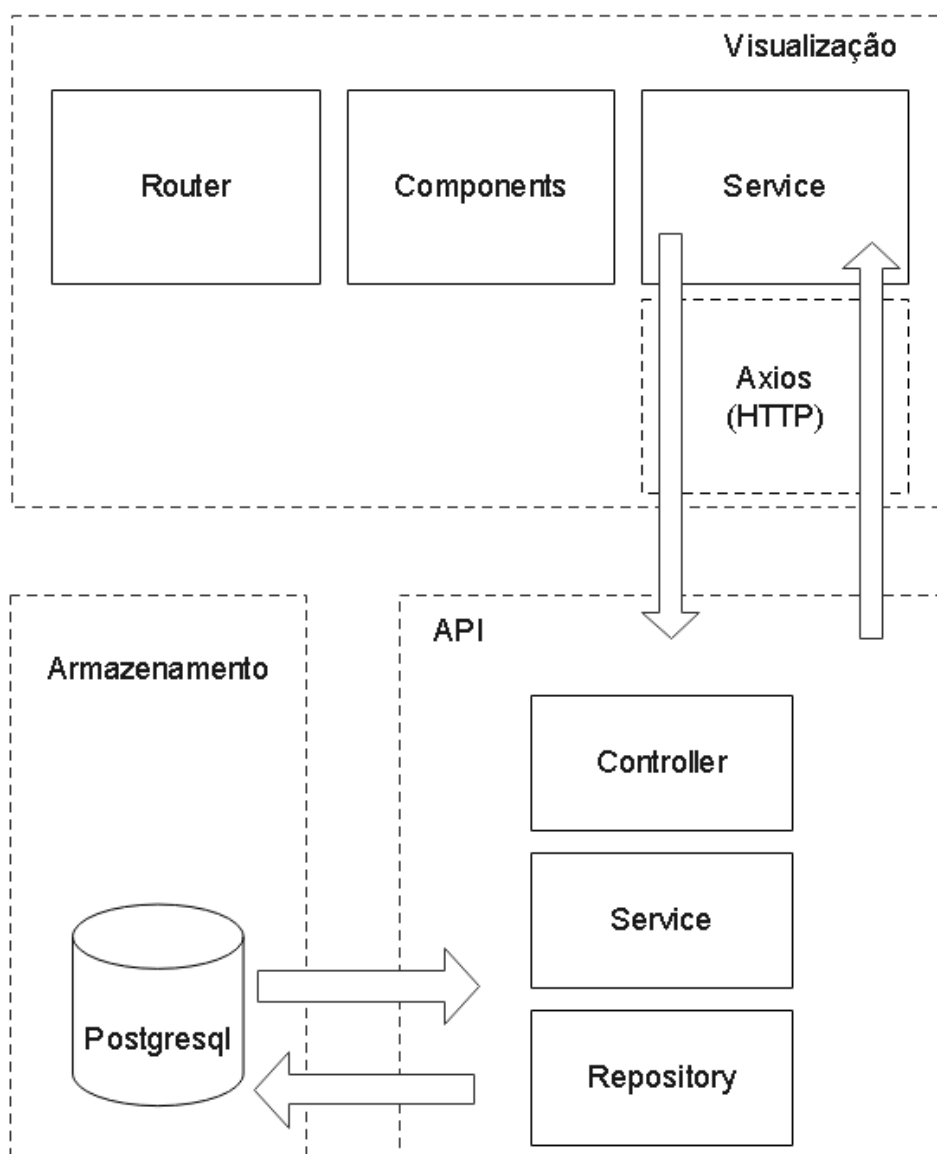 Visualização
Router
Components
Service
Axios
(HTTP)
Armazenamento
API
Controller
Service
Repository
Postgresql